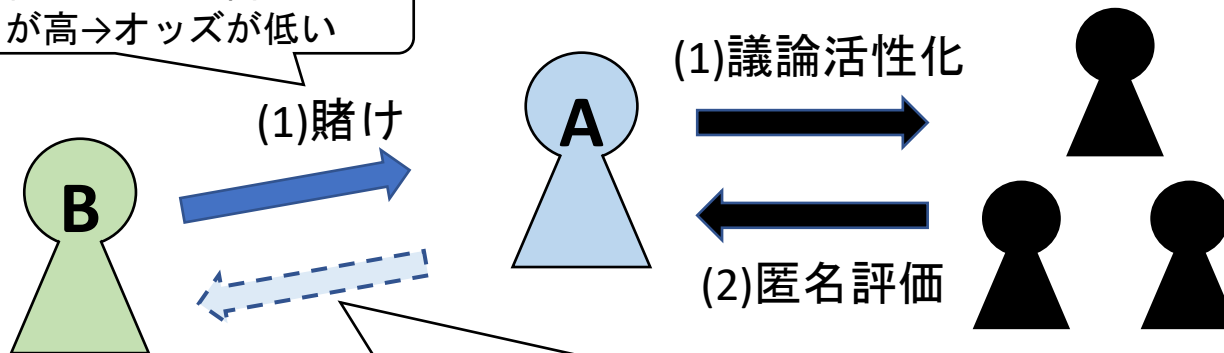 が高→オッズが低い
(1)議論活性化
(1)賭け
A
B
(2)匿名評価